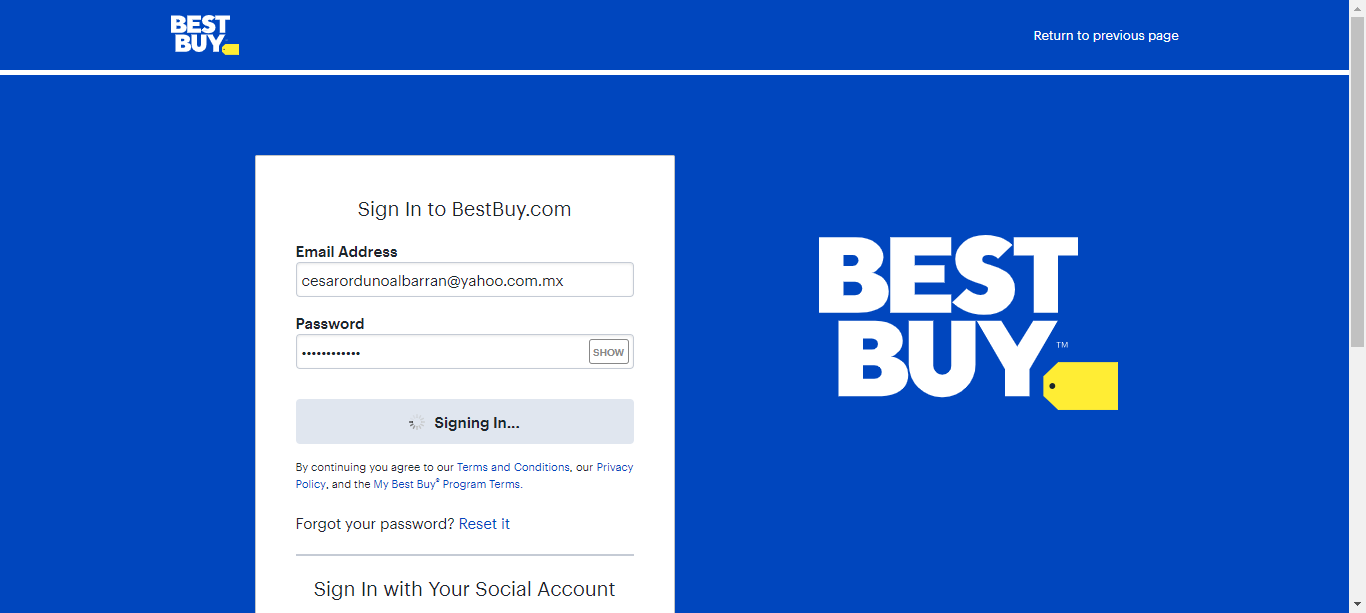 BEST
BUY
Return to previous page
Sign In to BestBuy.com
Email Address
cesarordunoalbarran@yahoo.com.mx
Password
••••••••••••
SHOW
Signing In...
By continuing you agree to our Terms and Conditions, our Privacy
Policy, and the My Best Buy® Program Terms.
Forgot your password? Reset it
Sign In with Your Social Account
BEST
BUY
TM